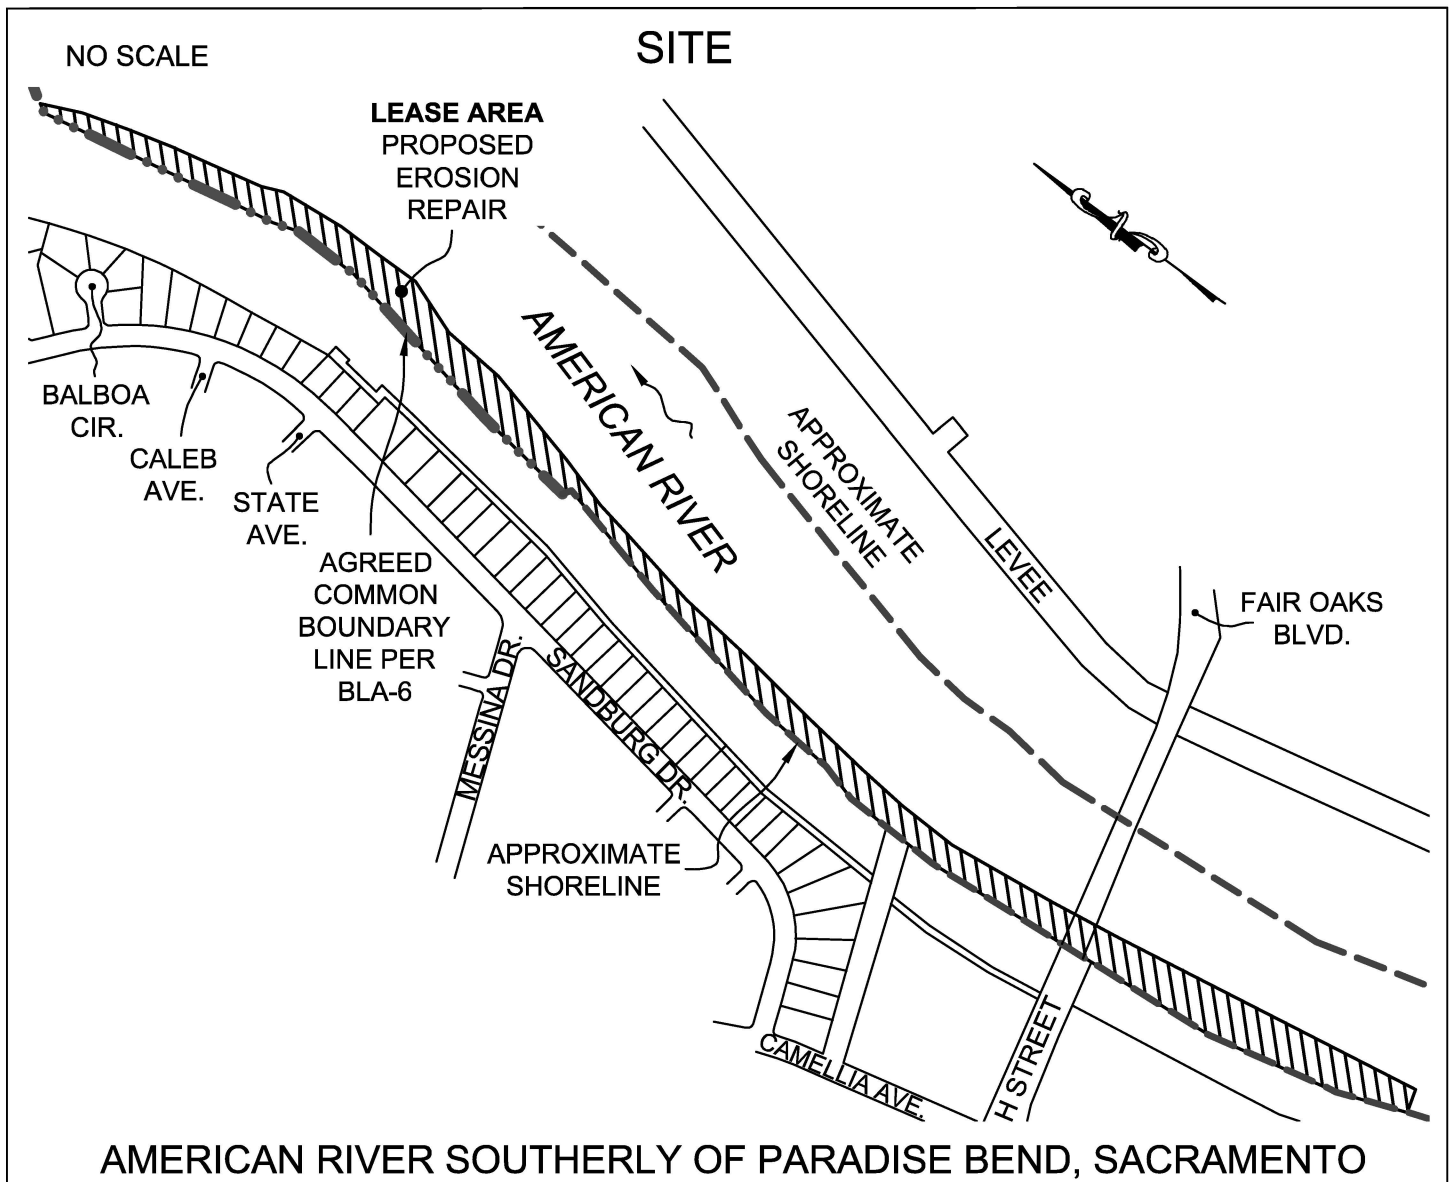 SITE
NO SCALE
LEASE AREA
PROPOSED
EROSION
REPAIR
AMERICAN RIVER
APPROXIMATE
SHORELINE
LEVEE
FAIR OAKS
BLVD.
BALBOA
CIR.
CALEB
AVE.
STATE
AVE.
AGREED
COMMON
BOUNDARY
LINE PER
BLA-6
MESSINA DR.
SANDBURG DR.
APPROXIMATE
SHORELINE
CAMELLIA AVE.
H STREET
AMERICAN RIVER SOUTHERLY OF PARADISE BEND, SACRAMENTO